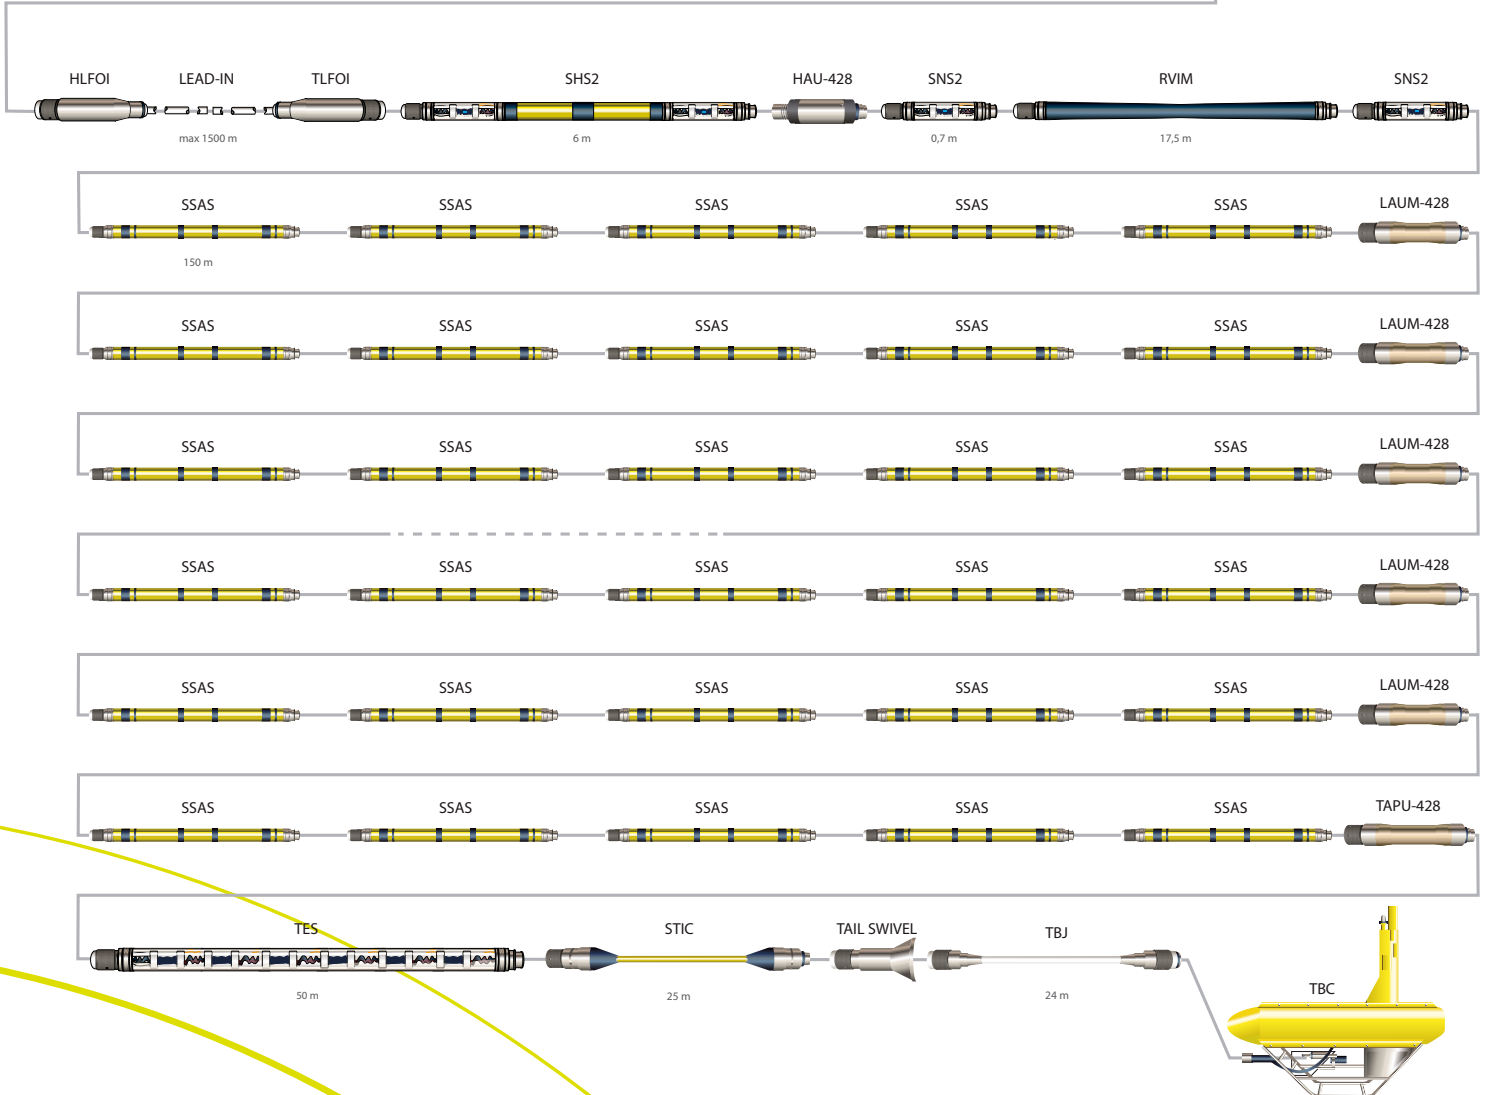 HLFOI LEAD-IN TLFOI SHS2 HAU-428 SNS2 RVIM SNS2
max 1500 m 6 m 0,7 m 17,5 m
SSAS SSAS SSAS SSAS SSAS LAUM-428
150 m
SSAS SSAS SSAS SSAS SSAS LAUM-428
SSAS SSAS SSAS SSAS SSAS LAUM-428
SSAS SSAS SSAS SSAS SSAS LAUM-428
SSAS SSAS SSAS SSAS SSAS LAUM-428
SSAS SSAS SSAS SSAS SSAS TAPU-428
TES STIC TAIL SWIVEL TBJ
TBC
50 m 25 m 24 m